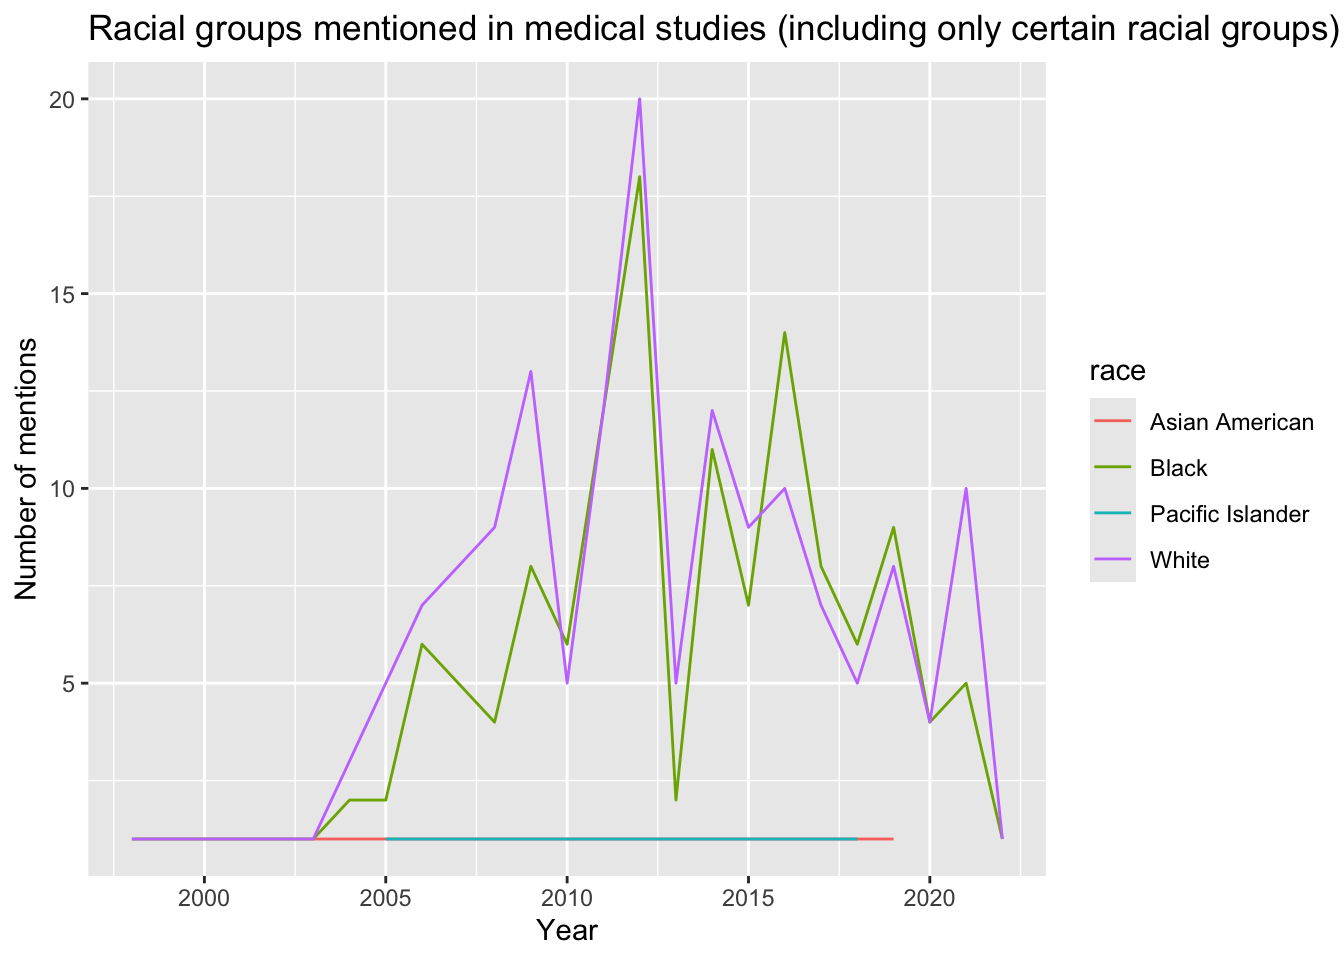 Racial groups mentioned in medical studies (including only certain racial groups)
20
15
10
5
Number of mentions
2000
2005
2010
2015
2020
Year
race
Asian American
Black
Pacific Islander
White